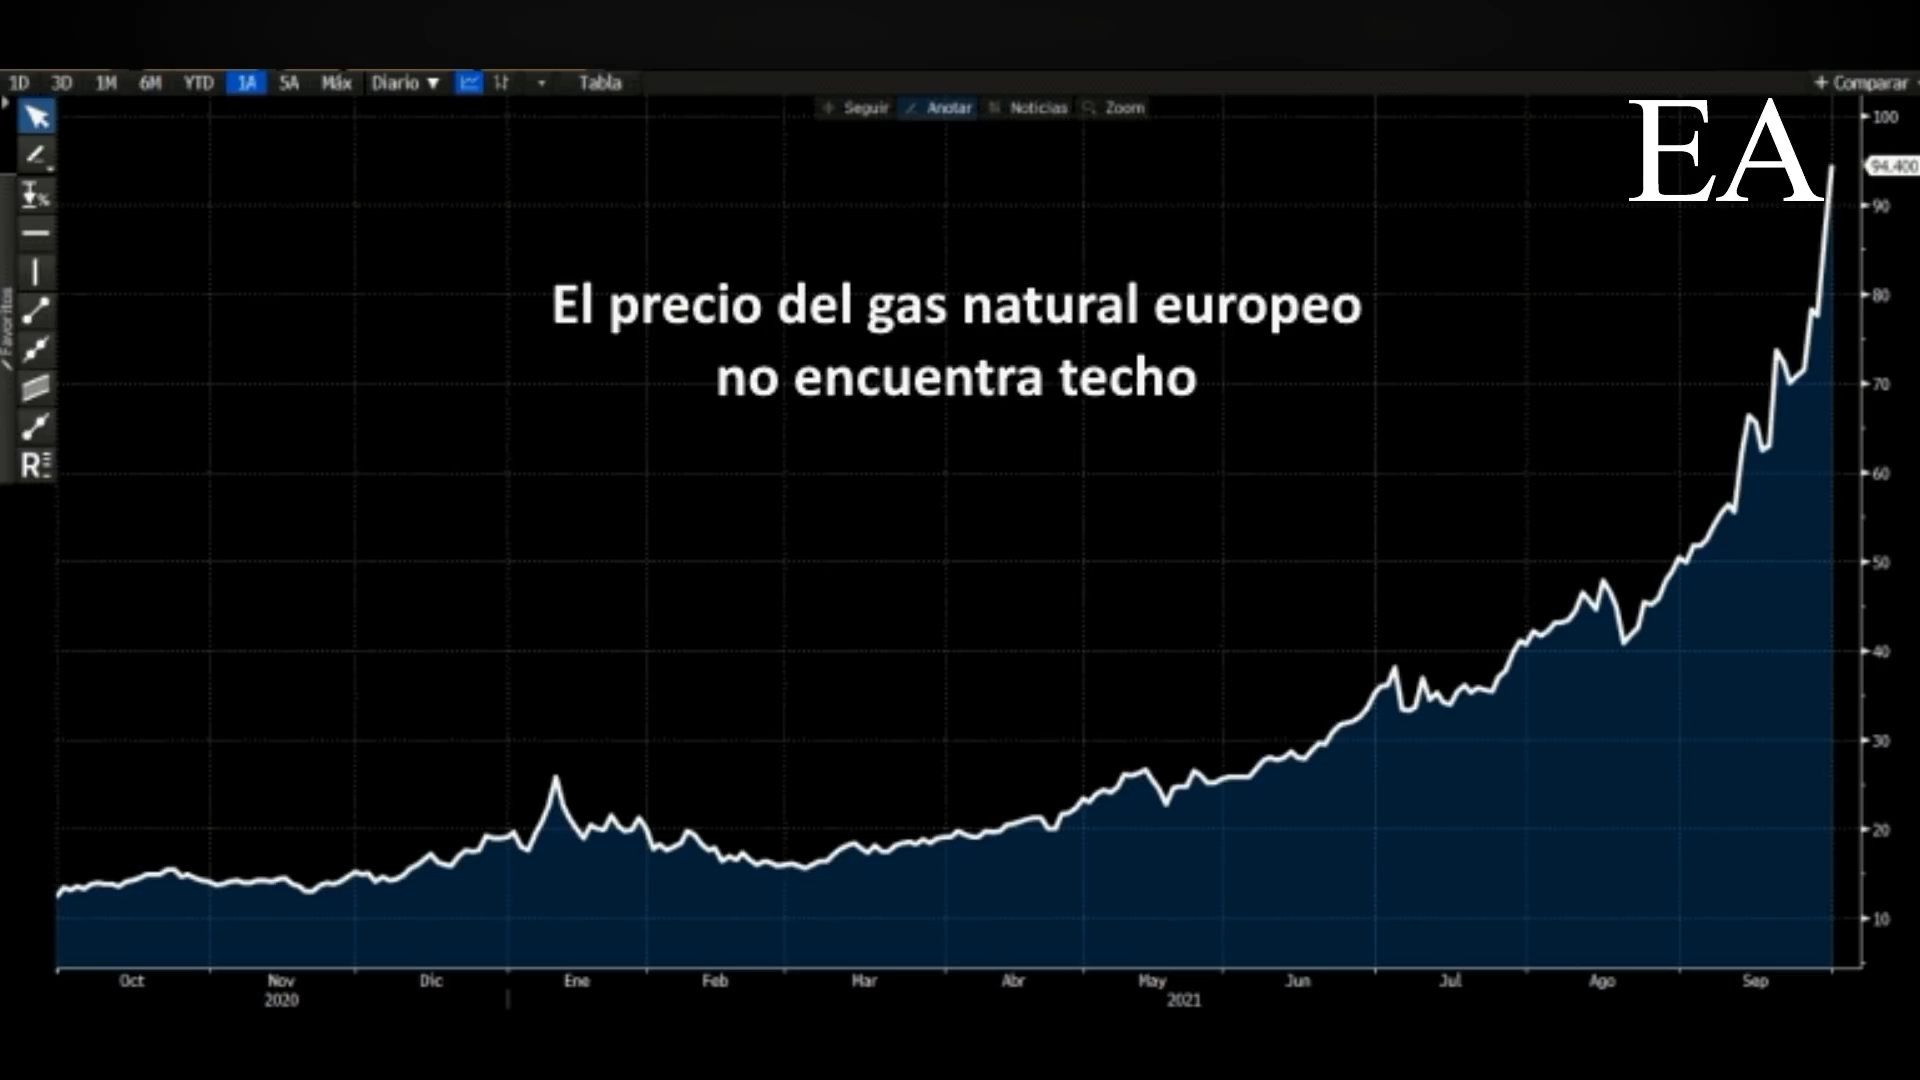 1D 3D 1M 6M YTD 1A 5A Máx Diario ▼ Tabla + Comparar
+ Seguir Anotar Noticias Zoom
EA
Favoritos
El precio del gas natural europeo
no encuentra techo
R
100
94.400
90
80
70
60
50
40
30
20
10
Oct Nov Dic Ene Feb Mar Abr May Jun Jul Ago Sep
2020 2021